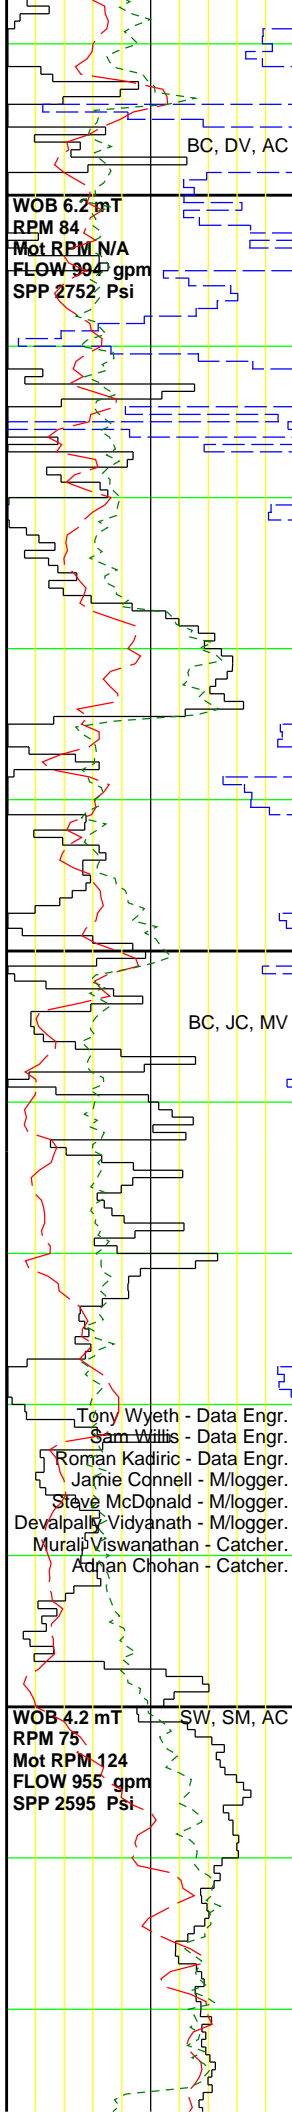 BC, DV, AC
WOB 6.2 mT
RPM 84
Mot RPM N/A
FLOW 994 gpm
SPP 2752 Psi
BC, JC, MV
Tony Wyeth - Data Engr.
Sam Willis - Data Engr.
Roman Kadiric - Data Engr.
Jamie Connell - M/logger.
Steve McDonald - M/logger.
Devalpally Vidyanath - M/logger.
Murali Viswanathan - Catcher.
Adnan Chohan - Catcher.
WOB 4.2 mT
SW, SM, AC
RPM 75
Mot RPM 124
FLOW 955 gpm
SPP 2595 Psi